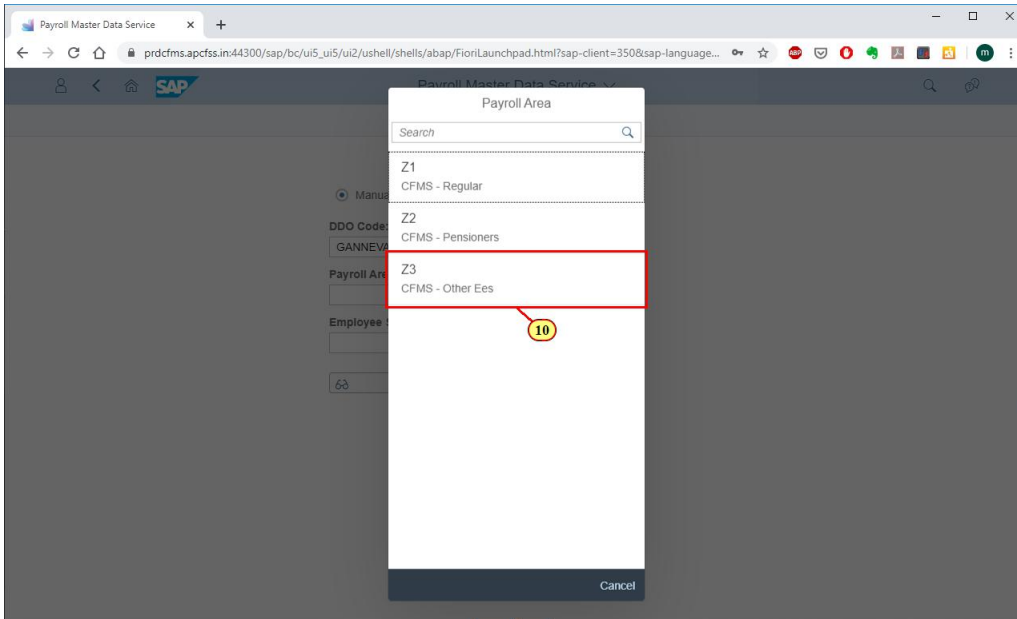 Payroll Master Data Service
prdcfms.apcfss.in:44300/sap/bc/ui5_ui5/ui2/ushell/shells/abap/FioriLaunchpad.html?sap-client=350&sap-language...
ABP
m
SAP
Payroll Master Data Service
Payroll Area
Search
Z1
CFMS - Regular
Manua
DDO Code:
Z2
CFMS - Pensioners
GANNEVA
Payroll Are
Z3
CFMS - Other Ees
Employee
10
Cancel